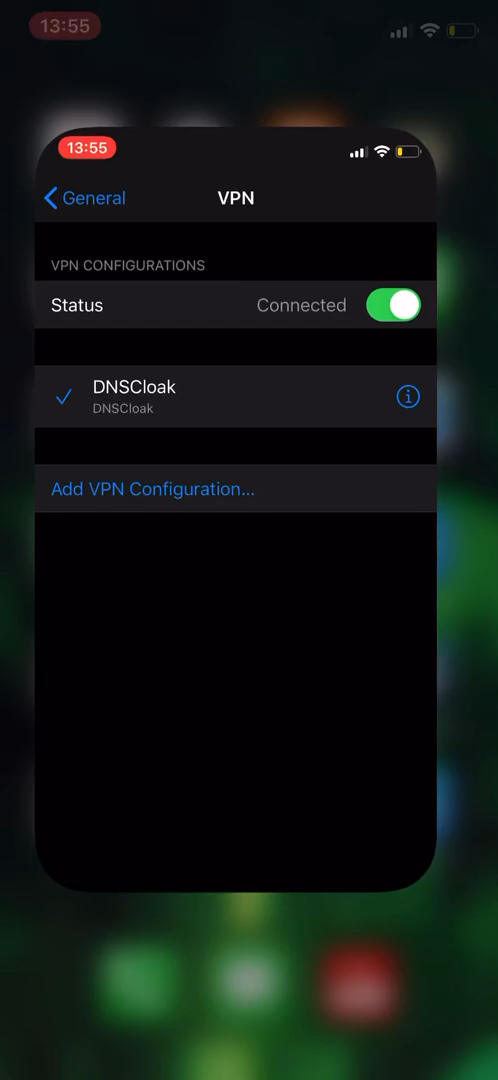 13:55
13:55
General
VPN
VPN CONFIGURATIONS
Status
Connected
DNSCloak
DNSCloak
Add VPN Configuration...